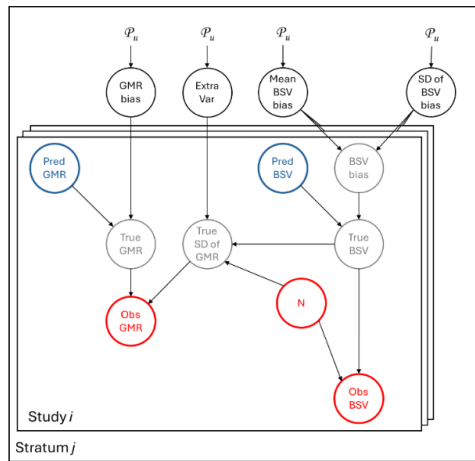 𝒫u 𝒫u 𝒫u 𝒫u
GMR
bias
Extra
Var
Mean
BSV
bias
SD of
BSV
bias
Pred
GMR
Pred
BSV
BSV
bias
True
GMR
True
SD of
GMR
True
BSV
Obs
GMR
N
Obs
BSV
Study i
Stratum j